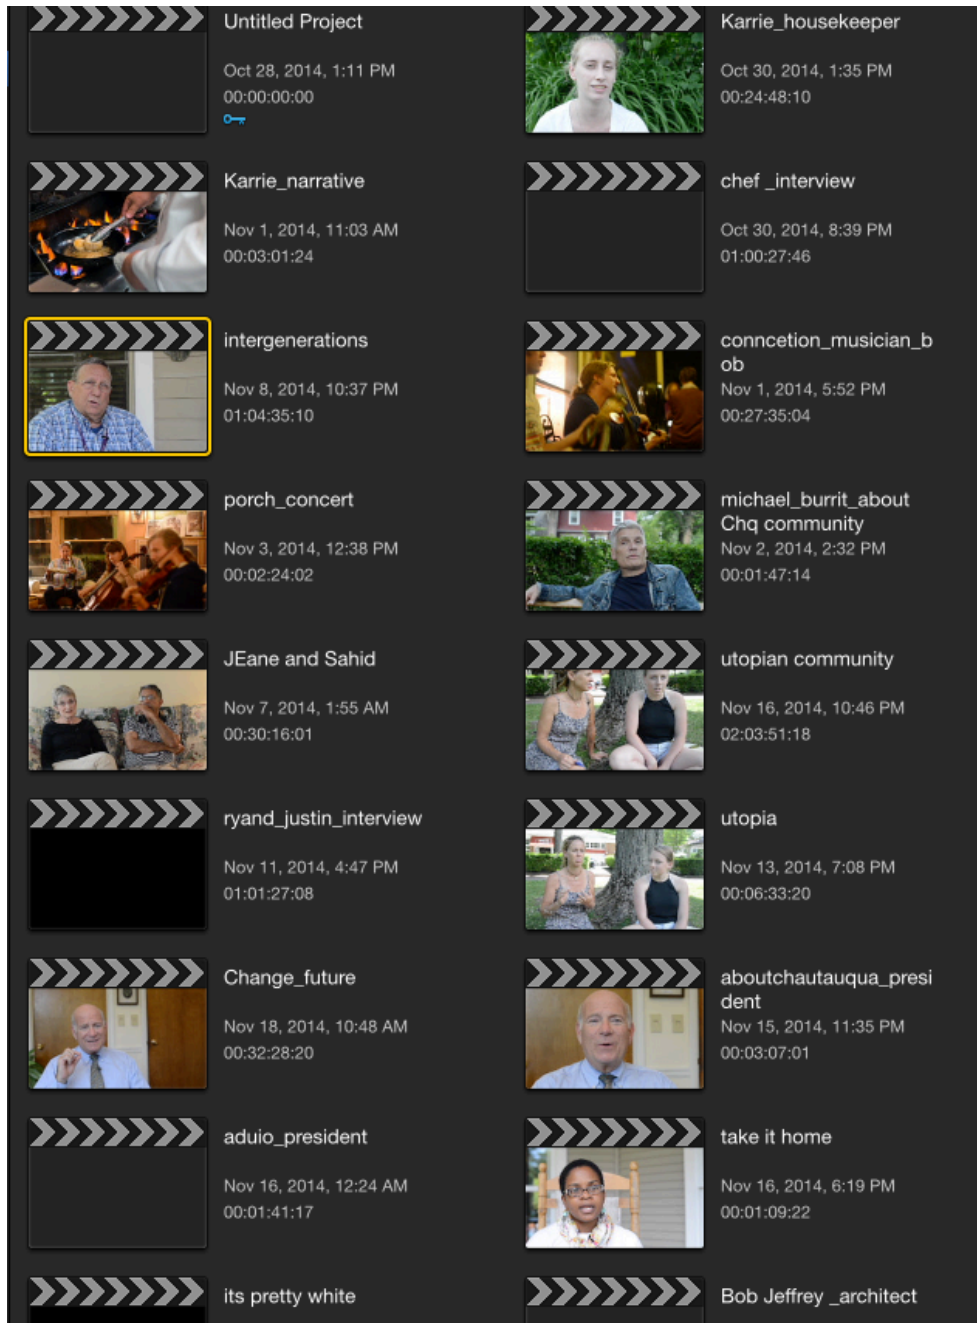 Untitled Project
Oct 28, 2014, 1:11 PM
00:00:00:00
Karrie_housekeeper
Oct 30, 2014, 1:35 PM
00:24:48:10
Karrie_narrative
Nov 1, 2014, 11:03 AM
00:03:01:24
chef _interview
Oct 30, 2014, 8:39 PM
01:00:27:46
intergenerations
Nov 8, 2014, 10:37 PM
01:04:35:10
conncetion_musician_b
ob
Nov 1, 2014, 5:52 PM
00:27:35:04
porch_concert
Nov 3, 2014, 12:38 PM
00:02:24:02
michael_burrit_about
Chq community
Nov 2, 2014, 2:32 PM
00:01:47:14
JEane and Sahid
Nov 7, 2014, 1:55 AM
00:30:16:01
utopian community
Nov 16, 2014, 10:46 PM
02:03:51:18
ryand_justin_interview
Nov 11, 2014, 4:47 PM
01:01:27:08
utopia
Nov 13, 2014, 7:08 PM
00:06:33:20
Change_future
Nov 18, 2014, 10:48 AM
00:32:28:20
aboutchautauqua_presi
dent
Nov 15, 2014, 11:35 PM
00:03:07:01
aduio_president
Nov 16, 2014, 12:24 AM
00:01:41:17
take it home
Nov 16, 2014, 6:19 PM
00:01:09:22
its pretty white
Bob Jeffrey _architect